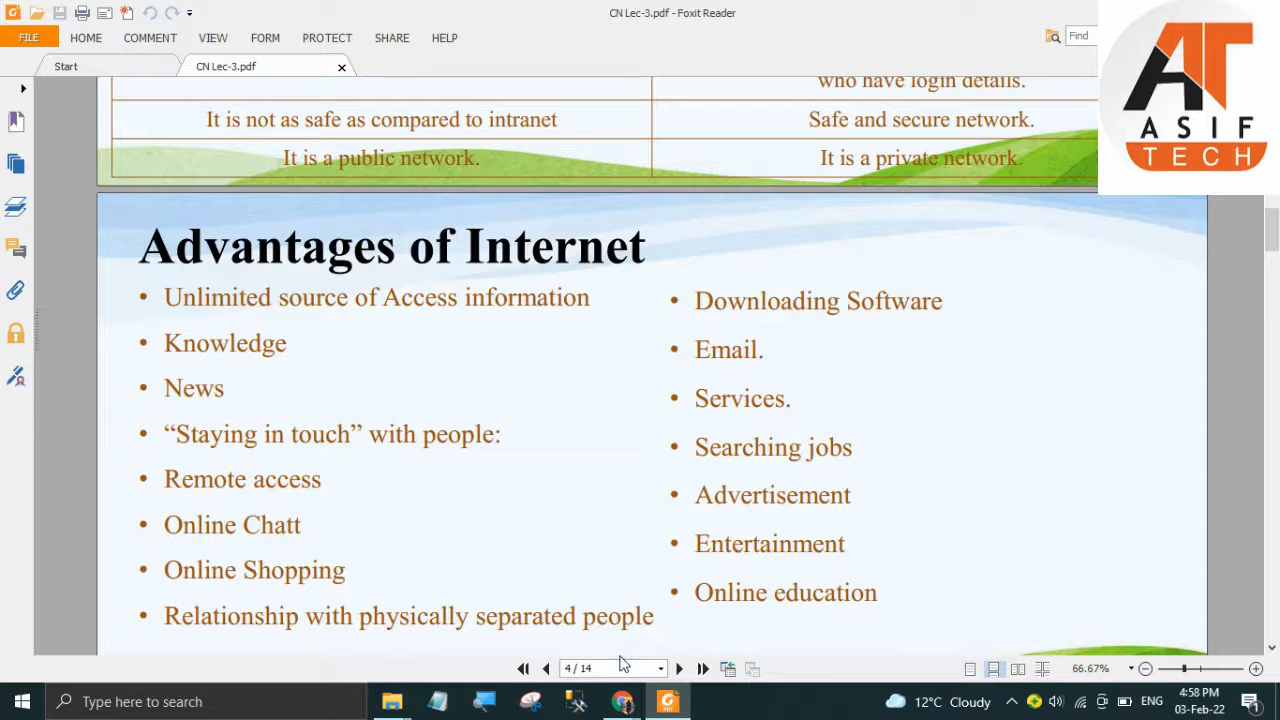 CN Lec-3.pdf - Foxit Reader
FILE HOME COMMENT VIEW FORM PROTECT SHARE HELP
Find
Start CN Lec-3.pdf
ASIF
TECH
who have login details.
It is not as safe as compared to intranet Safe and secure network.
It is a public network. It is a private network.
Advantages of Internet
• Unlimited source of Access information
• Knowledge
• News
• “Staying in touch” with people:
• Remote access
• Online Chatt
• Online Shopping
• Relationship with physically separated people
• Downloading Software
• Email.
• Services.
• Searching jobs
• Advertisement
• Entertainment
• Online education
4 / 14
66.67%
Type here to search
12°C Cloudy
ENG
4:58 PM
03-Feb-22
1